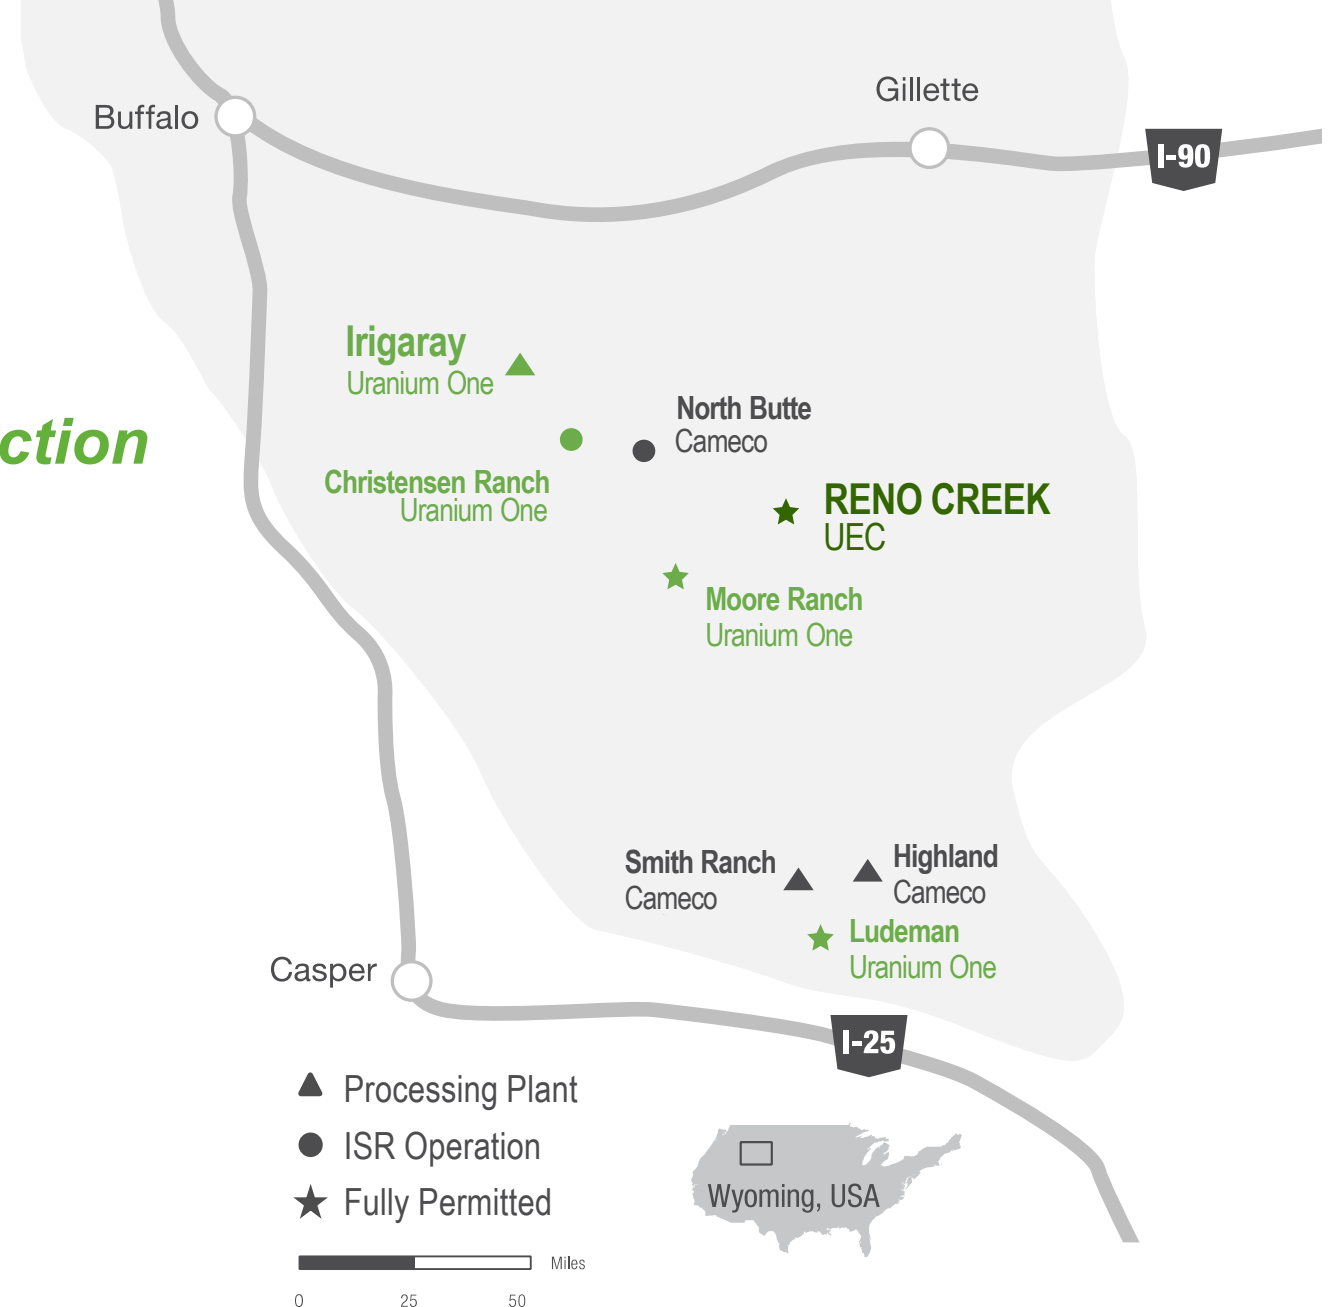 Gillette
Buffalo
I-90
Irigaray
Uranium One
North Butte
Cameco
ction
Christensen Ranch
Uranium One
RENO CREEK
UEC
Moore Ranch
Uranium One
Smith Ranch
Cameco
Highland
Cameco
Ludeman
Uranium One
Casper
I-25
Processing Plant
ISR Operation
Fully Permitted
Wyoming, USA
Miles
0 25 50